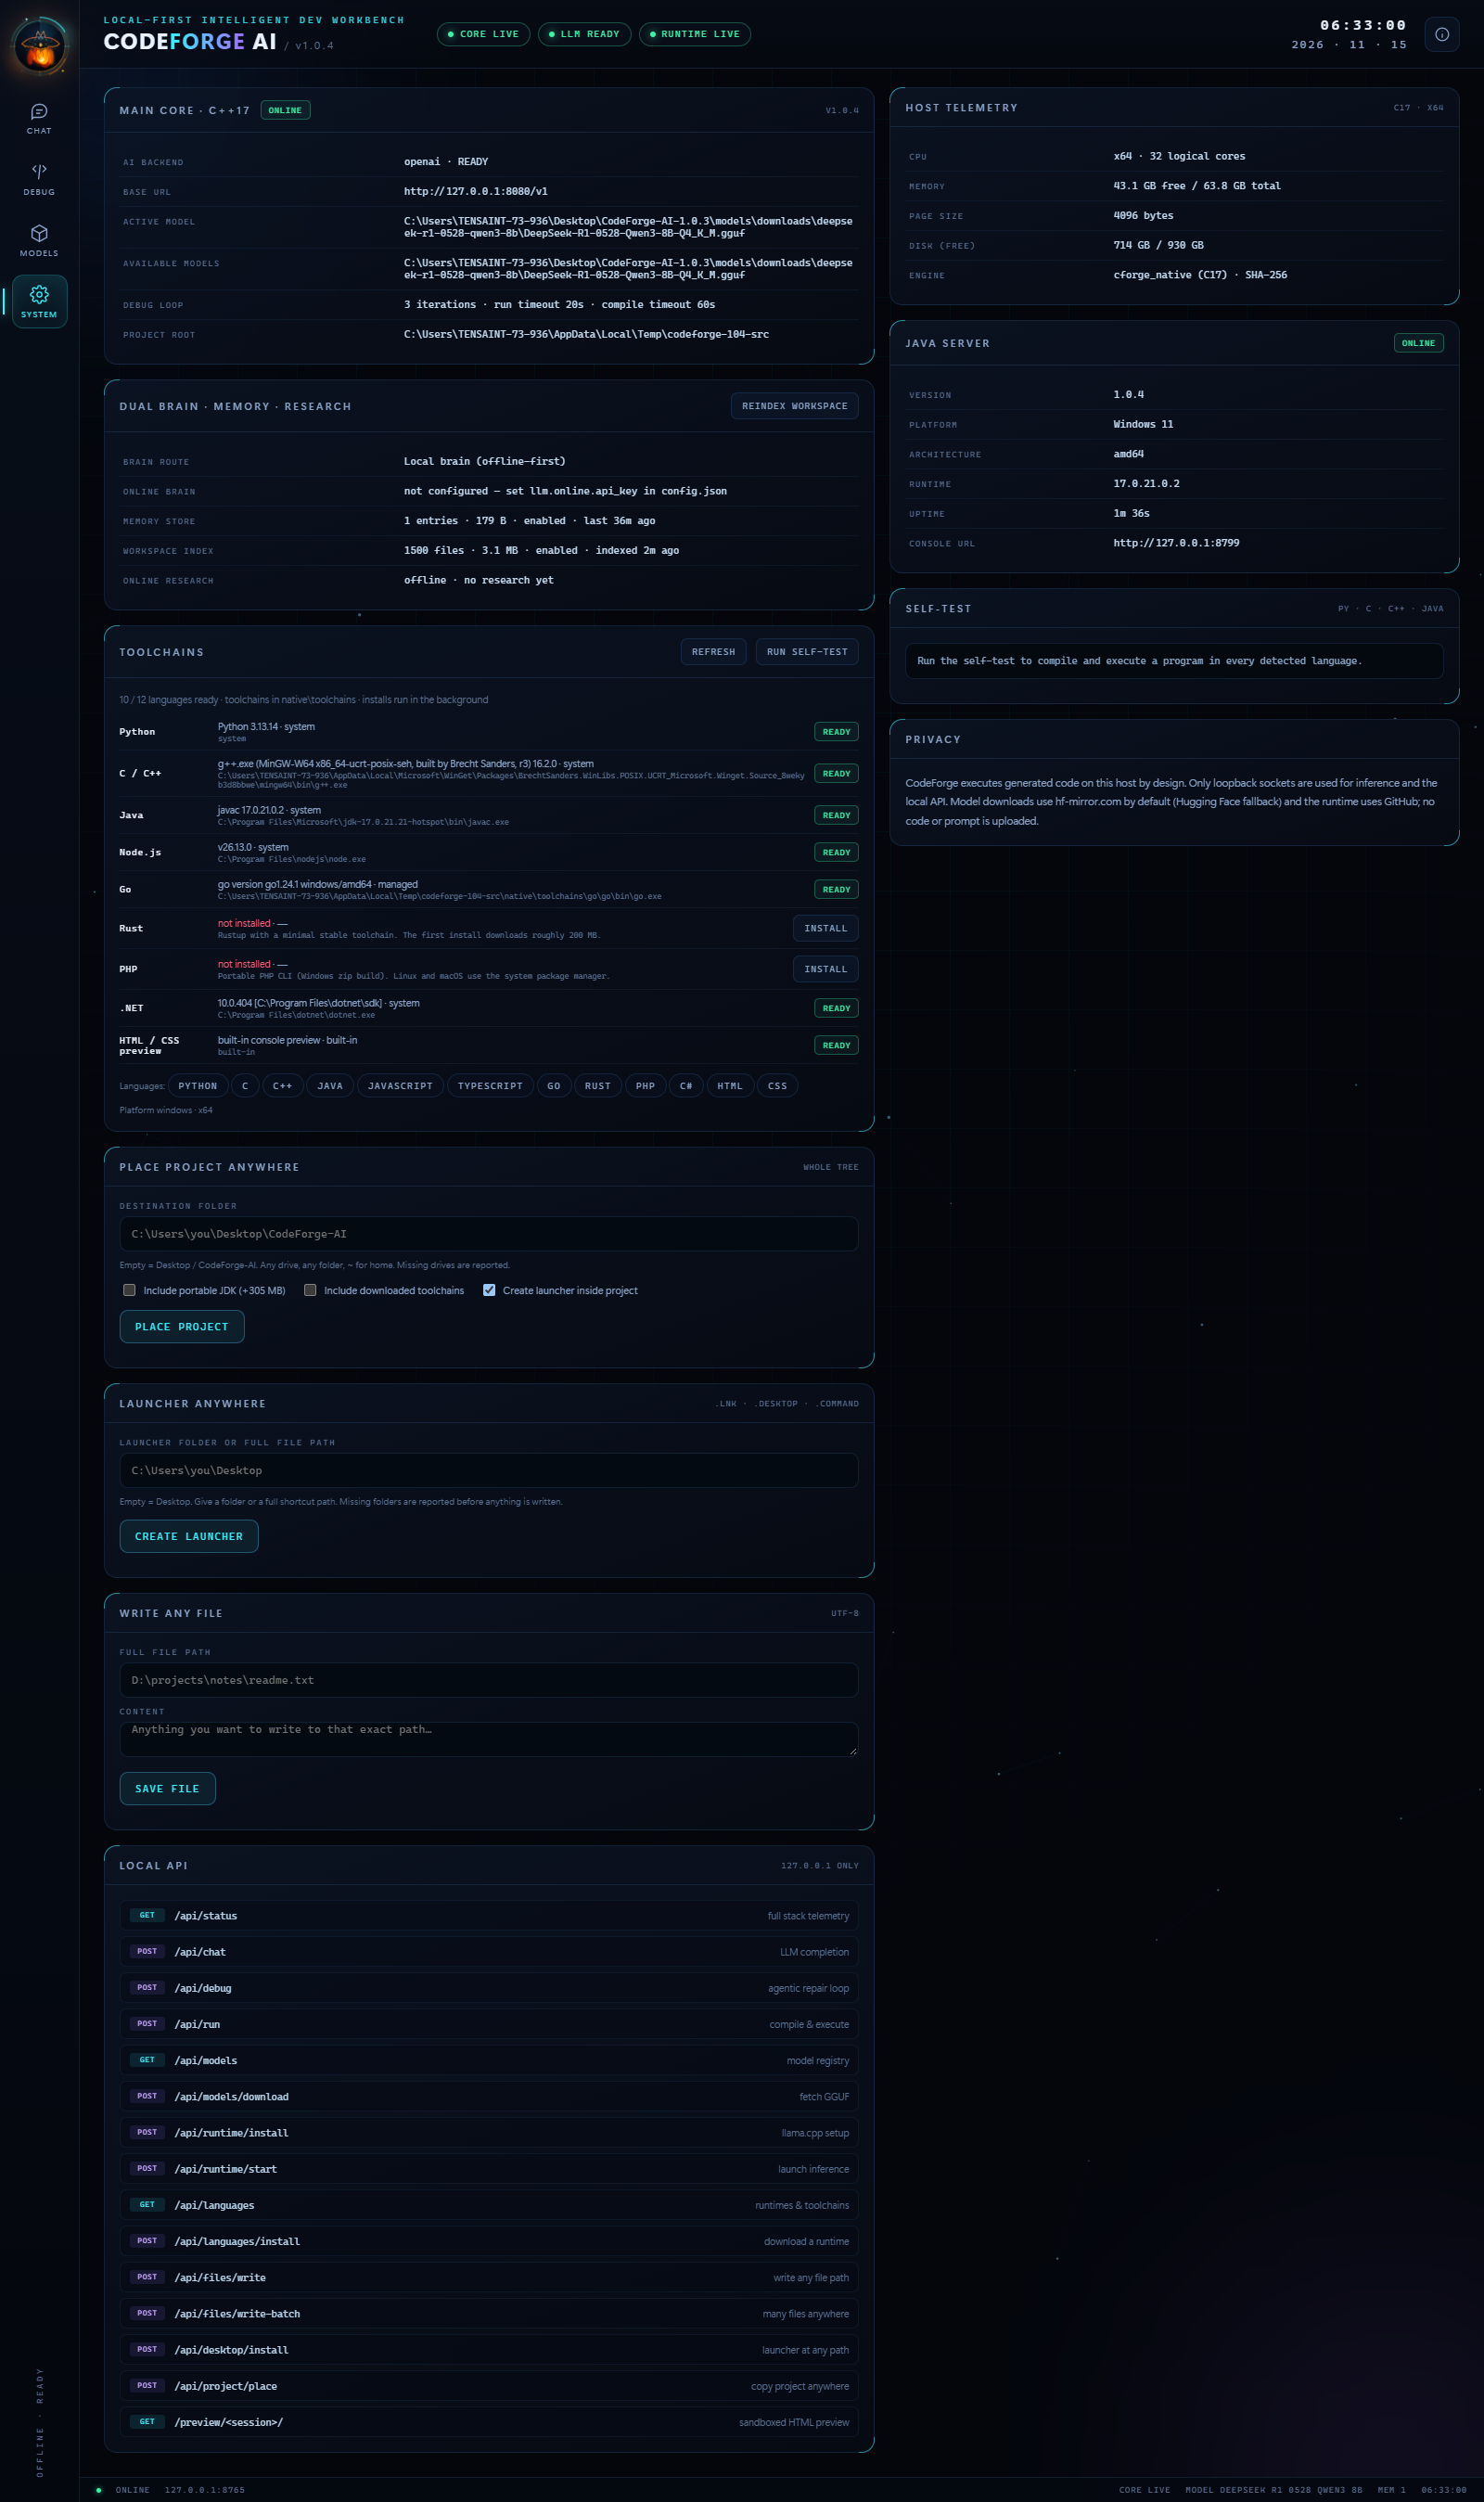 LOCAL-FIRST INTELLIGENT DEV WORKBENCH
CODEFORGE AI / v1.0.4
CORE LIVE
LLM READY
RUNTIME LIVE
06:33:00
2026 · 11 · 15
CHAT
DEBUG
MODELS
SYSTEM
OFFLINE · READY
MAIN CORE · C++17 ONLINE V1.0.4
AI BACKEND openai · READY
BASE URL http://127.0.0.1:8080/v1
ACTIVE MODEL C:\Users\TENSAINT-73-936\Desktop\CodeForge-AI-1.0.3\models\downloads\deepse
ek-r1-0528-qwen3-8b\DeepSeek-R1-0528-Qwen3-8B-Q4_K_M.gguf
AVAILABLE MODELS C:\Users\TENSAINT-73-936\Desktop\CodeForge-AI-1.0.3\models\downloads\deepse
ek-r1-0528-qwen3-8b\DeepSeek-R1-0528-Qwen3-8B-Q4_K_M.gguf
DEBUG LOOP 3 iterations · run timeout 20s · compile timeout 60s
PROJECT ROOT C:\Users\TENSAINT-73-936\AppData\Local\Temp\codeforge-104-src
DUAL BRAIN · MEMORY · RESEARCH REINDEX WORKSPACE
BRAIN ROUTE Local brain (offline-first)
ONLINE BRAIN not configured — set llm.online.api_key in config.json
MEMORY STORE 1 entries · 179 B · enabled · last 36m ago
WORKSPACE INDEX 1500 files · 3.1 MB · enabled · indexed 2m ago
ONLINE RESEARCH offline · no research yet
TOOLCHAINS REFRESH RUN SELF-TEST
10 / 12 languages ready · toolchains in native\toolchains · installs run in the background
Python Python 3.13.14 · system READY
system
C / C++ g++.exe (MinGW-W64 x86_64-ucrt-posix-seh, built by Brecht Sanders, r3) 16.2.0 · system READY
C:\Users\TENSAINT-73-936\AppData\Local\Microsoft\WinGet\Packages\BrechtSanders.WinLibs.POSIX.UCRT_Microsoft.Winget.Source_8weky
b3d8bbwe\mingw64\bin\g++.exe
Java javac 17.0.21.0.2 · system READY
C:\Program Files\Microsoft\jdk-17.0.21.21-hotspot\bin\javac.exe
Node.js v26.13.0 · system READY
C:\Program Files\nodejs\node.exe
Go go version go1.24.1 windows/amd64 · managed READY
C:\Users\TENSAINT-73-936\AppData\Local\Temp\codeforge-104-src\native\toolchains\go\go\bin\go.exe
Rust not installed · — INSTALL
Rustup with a minimal stable toolchain. The first install downloads roughly 200 MB.
PHP not installed · — INSTALL
Portable PHP CLI (Windows zip build). Linux and macOS use the system package manager.
.NET 10.0.404 [C:\Program Files\dotnet\sdk] · system READY
C:\Program Files\dotnet\dotnet.exe
HTML / CSS preview built-in console preview · built-in READY
built-in
Languages: PYTHON C C++ JAVA JAVASCRIPT TYPESCRIPT GO RUST PHP C# HTML CSS
Platform windows · x64
PLACE PROJECT ANYWHERE WHOLE TREE
DESTINATION FOLDER
C:\Users\you\Desktop\CodeForge-AI
Empty = Desktop / CodeForge-AI. Any drive, any folder, ~ for home. Missing drives are reported.
Include portable JDK (+305 MB) Include downloaded toolchains Create launcher inside project
PLACE PROJECT
LAUNCHER ANYWHERE .LNK · .DESKTOP · .COMMAND
LAUNCHER FOLDER OR FULL FILE PATH
C:\Users\you\Desktop
Empty = Desktop. Give a folder or a full shortcut path. Missing folders are reported before anything is written.
CREATE LAUNCHER
WRITE ANY FILE UTF-8
FULL FILE PATH
D:\projects\notes\readme.txt
CONTENT
Anything you want to write to that exact path…
SAVE FILE
LOCAL API 127.0.0.1 ONLY
GET /api/status full stack telemetry
POST /api/chat LLM completion
POST /api/debug agentic repair loop
POST /api/run compile & execute
GET /api/models model registry
POST /api/models/download fetch GGUF
POST /api/runtime/install llama.cpp setup
POST /api/runtime/start launch inference
GET /api/languages runtimes & toolchains
POST /api/languages/install download a runtime
POST /api/files/write write any file path
POST /api/files/write-batch many files anywhere
POST /api/desktop/install launcher at any path
POST /api/project/place copy project anywhere
GET /preview/<session>/ sandboxed HTML preview
HOST TELEMETRY C17 · X64
CPU x64 · 32 logical cores
MEMORY 43.1 GB free / 63.8 GB total
PAGE SIZE 4096 bytes
DISK (FREE) 714 GB / 930 GB
ENGINE cforge_native (C17) · SHA-256
JAVA SERVER ONLINE
VERSION 1.0.4
PLATFORM Windows 11
ARCHITECTURE amd64
RUNTIME 17.0.21.0.2
UPTIME 1m 36s
CONSOLE URL http://127.0.0.1:8799
SELF-TEST PY · C · C++ · JAVA
Run the self-test to compile and execute a program in every detected language.
PRIVACY
CodeForge executes generated code on this host by design. Only loopback sockets are used for inference and the
local API. Model downloads use hf-mirror.com by default (Hugging Face fallback) and the runtime uses GitHub; no
code or prompt is uploaded.
ONLINE 127.0.0.1:8765
CORE LIVE MODEL DEEPSEEK R1 0528 QWEN3 8B MEM 1 06:33:00